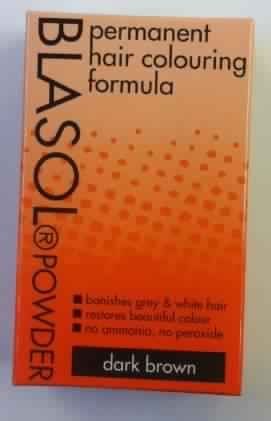 BLASOL® POWDER
permanent
hair colouring
formula
■ banishes grey & white hair
■ restores beautiful colour
■ no ammonia, no peroxide
dark brown